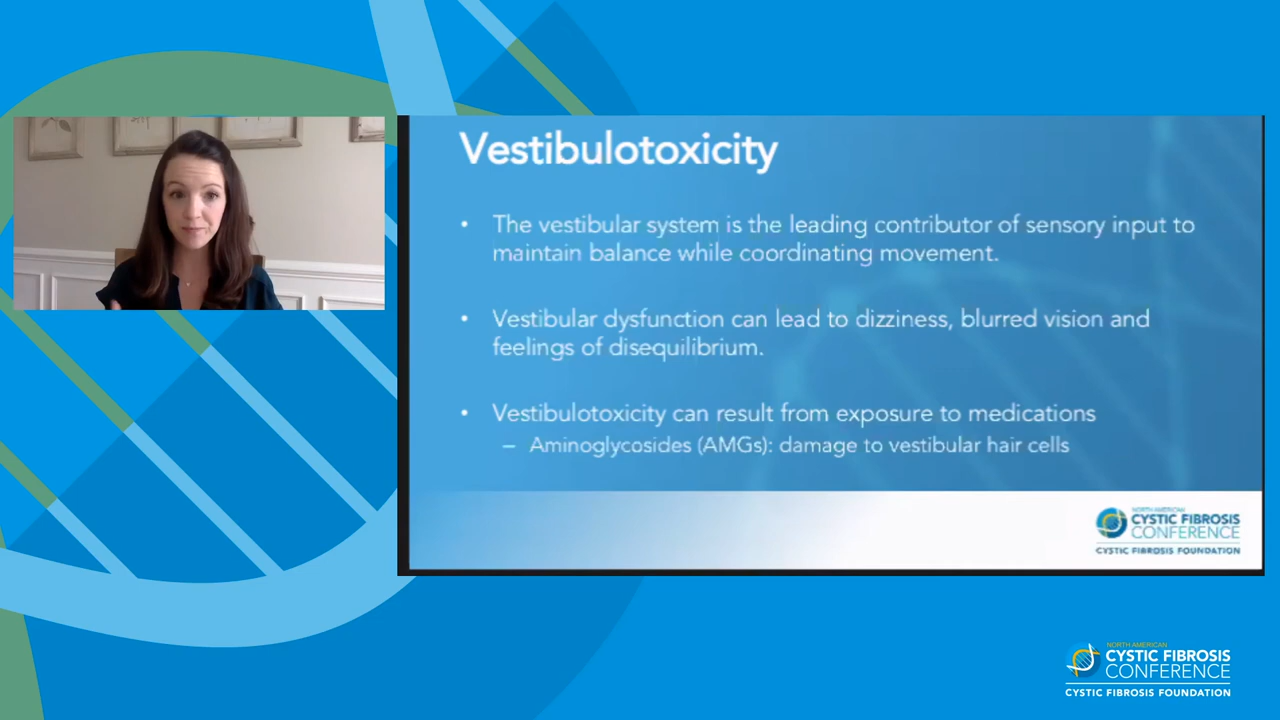 Vestibulotoxicity
• The vestibular system is the leading contributor of sensory input to
maintain balance while coordinating movement.
• Vestibular dysfunction can lead to dizziness, blurred vision and
feelings of disequilibrium.
• Vestibulotoxicity can result from exposure to medications
– Aminoglycosides (AMGs): damage to vestibular hair cells
NORTH AMERICAN
CYSTIC FIBROSIS
CONFERENCE
CYSTIC FIBROSIS FOUNDATION
NORTH AMERICAN
CYSTIC FIBROSIS
CONFERENCE
CYSTIC FIBROSIS FOUNDATION